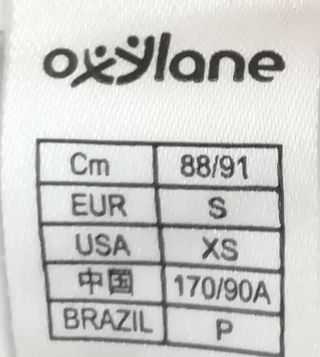 oxylane
Cm 88/91
EUR S
USA XS
中国 170/90A
BRAZIL P